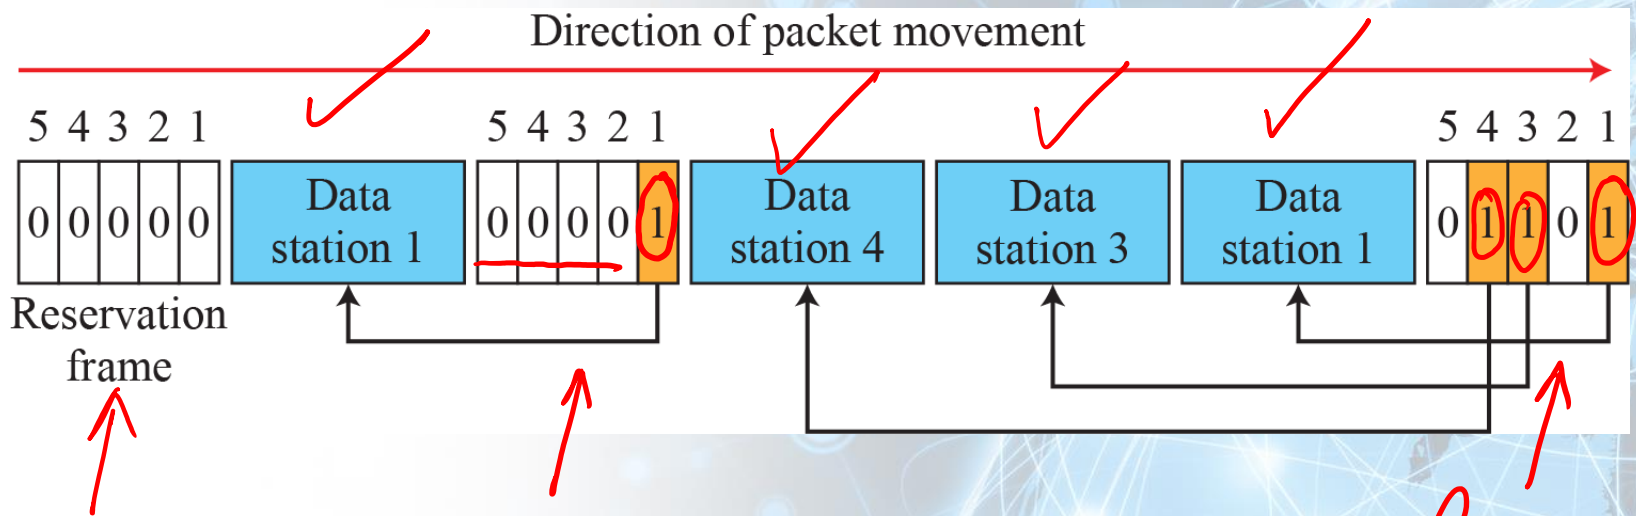 Direction of packet movement
5 4 3 2 1
5 4 3 2 1
5 4 3 2 1
0 0 0 0 0
Data
station 1
0 0 0 0 1
Data
station 4
Data
station 3
Data
station 1
0 1 1 0 1
Reservation
frame